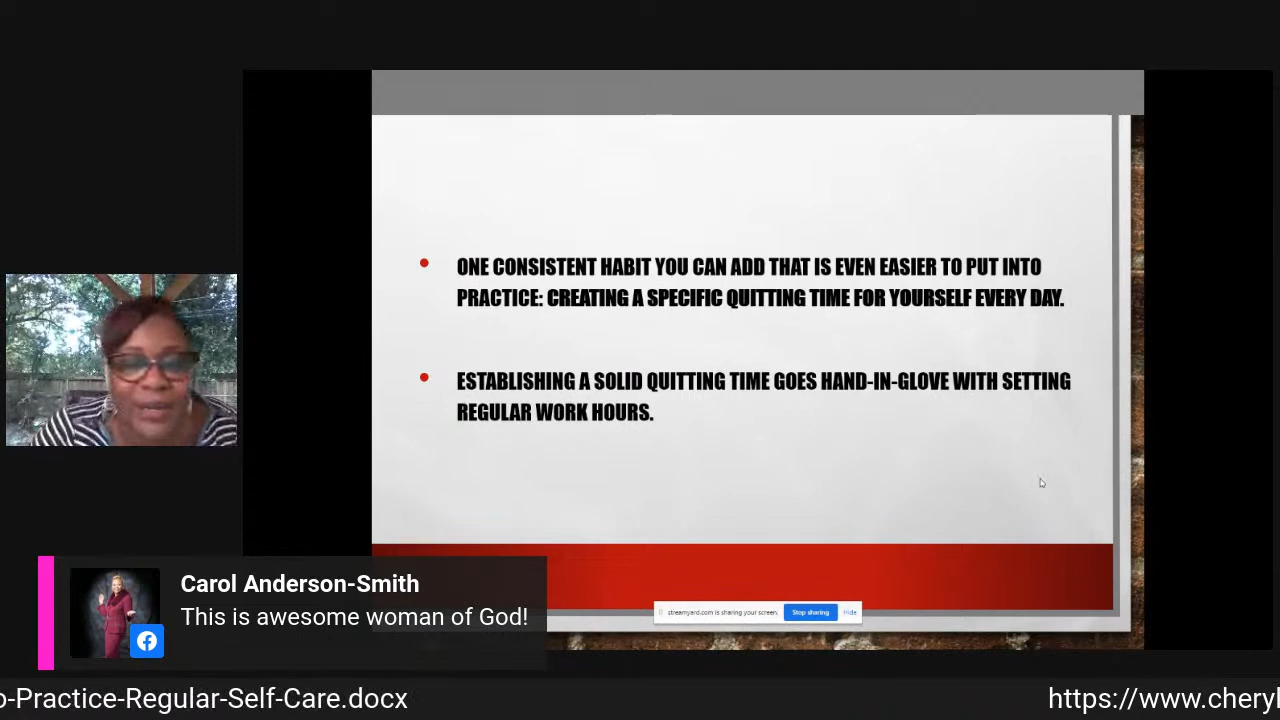 ONE CONSISTENT HABIT YOU CAN ADD THAT IS EVEN EASIER TO PUT INTO
PRACTICE: CREATING A SPECIFIC QUITTING TIME FOR YOURSELF EVERY DAY.
ESTABLISHING A SOLID QUITTING TIME GOES HAND-IN-GLOVE WITH SETTING
REGULAR WORK HOURS.
Carol Anderson-Smith
This is awesome woman of God!
streamyard.com is sharing your screen. Stop sharing Hide
o-Practice-Regular-Self-Care.docx https://www.cheryl